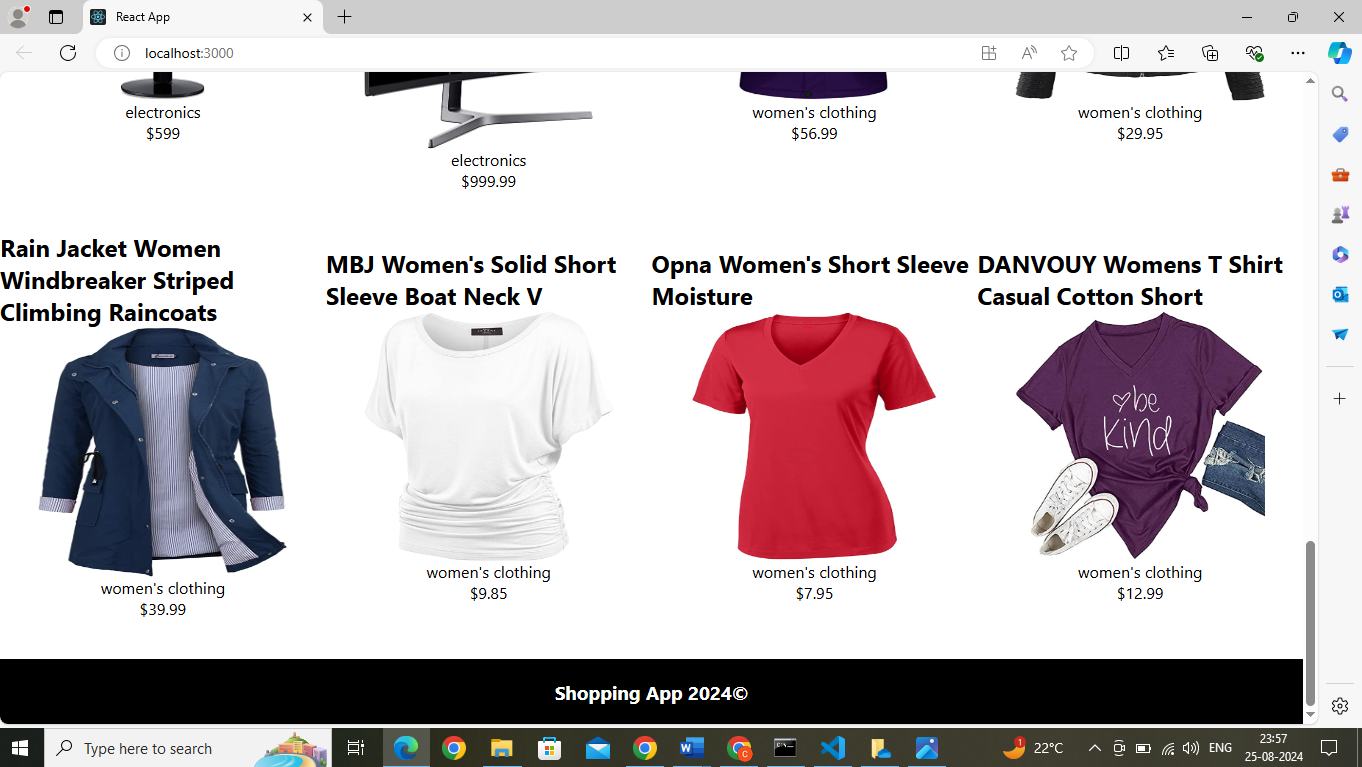 React App
localhost:3000
electronics
$599
electronics
$999.99
women's clothing
$56.99
women's clothing
$29.95
Rain Jacket Women
Windbreaker Striped
Climbing Raincoats
women's clothing
$39.99
MBJ Women's Solid Short
Sleeve Boat Neck V
women's clothing
$9.85
Opna Women's Short Sleeve
Moisture
women's clothing
$7.95
DANVOUY Womens T Shirt
Casual Cotton Short
be
kind
women's clothing
$12.99
Shopping App 2024©
Type here to search
1
22°C
ENG
23:57
25-08-2024